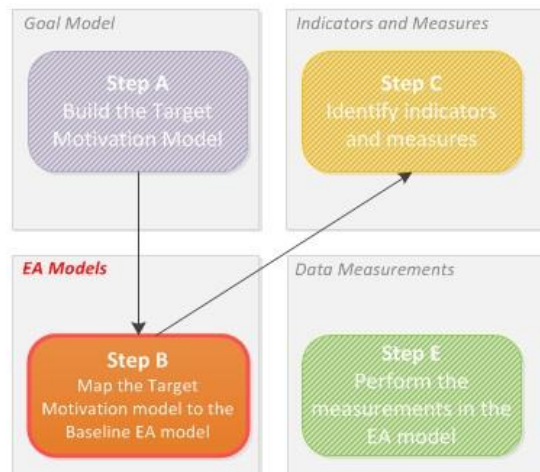 Goal Model
Step A
Build the Target
Motivation Model
Indicators and Measures
Step C
Identify indicators
and measures
EA Models
Step B
Map the Target
Motivation model to the
Baseline EA model
Data Measurements
Step E
Perform the
measurements in the
EA model